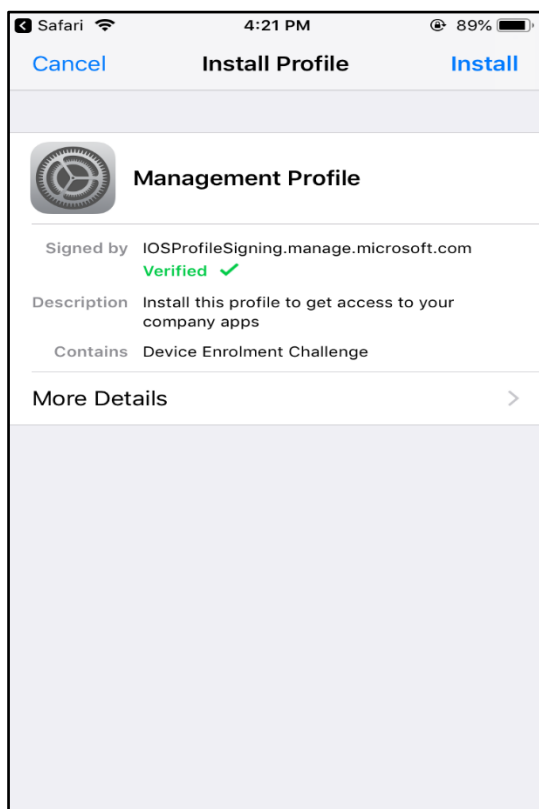 Safari 4:21 PM 89%
Cancel Install Profile Install
Management Profile
Signed by IOSProfileSigning.manage.microsoft.com
Verified
Description Install this profile to get access to your
company apps
Contains Device Enrolment Challenge
More Details